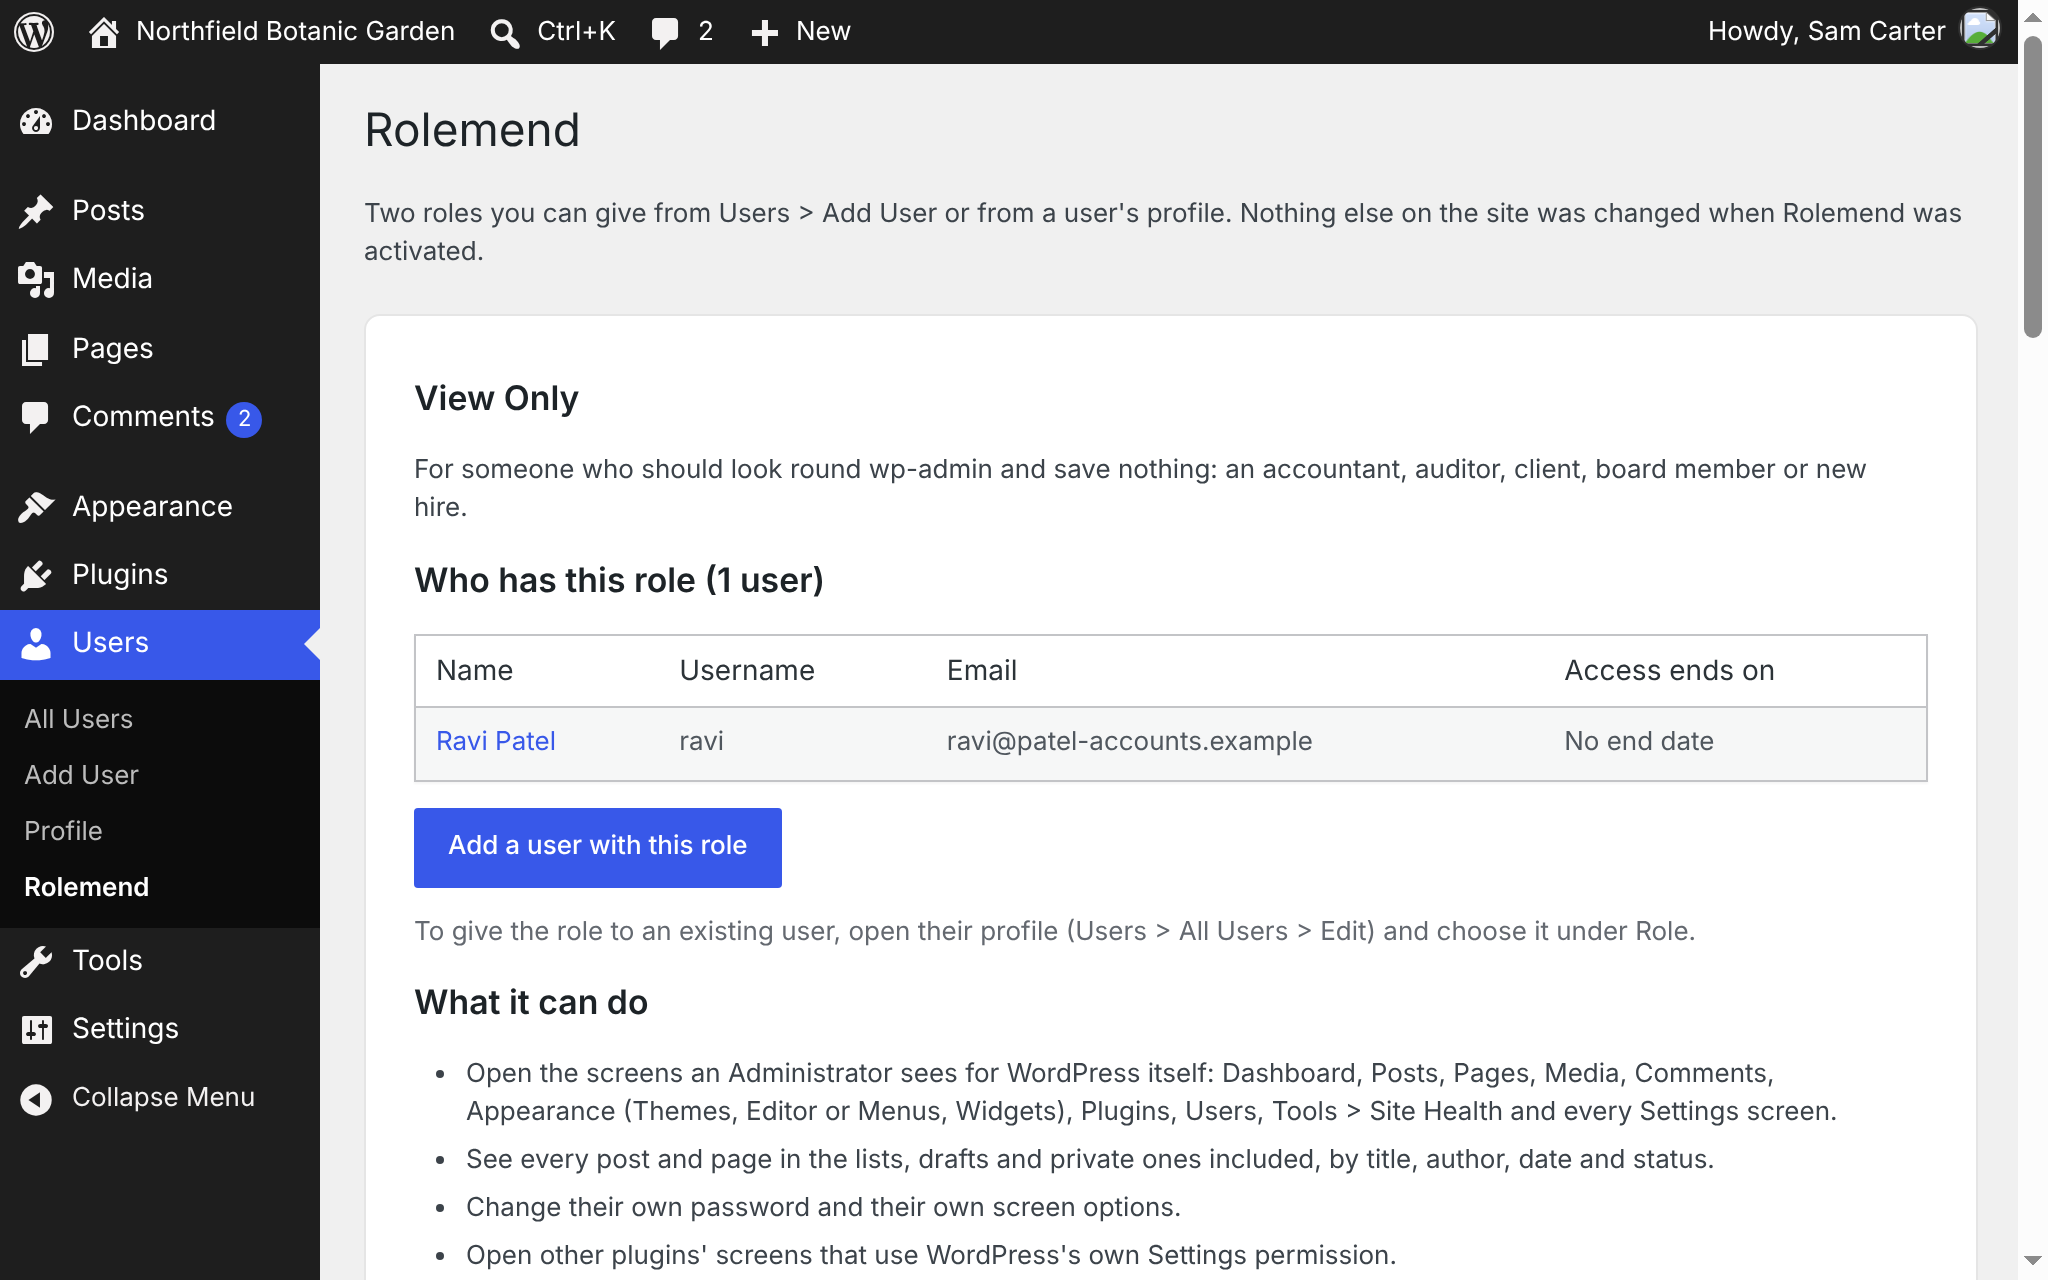 Northfield Botanic Garden Ctrl+K 2 New Howdy, Sam Carter
Dashboard
Posts
Media
Pages
Comments 2
Appearance
Plugins
Users
All Users
Add User
Profile
Rolemend
Tools
Settings
Collapse Menu
Rolemend
Two roles you can give from Users > Add User or from a user's profile. Nothing else on the site was changed when Rolemend was
activated.
View Only
For someone who should look round wp-admin and save nothing: an accountant, auditor, client, board member or new
hire.
Who has this role (1 user)
Name Username Email Access ends on
Ravi Patel ravi ravi@patel-accounts.example No end date
Add a user with this role
To give the role to an existing user, open their profile (Users > All Users > Edit) and choose it under Role.
What it can do
• Open the screens an Administrator sees for WordPress itself: Dashboard, Posts, Pages, Media, Comments,
Appearance (Themes, Editor or Menus, Widgets), Plugins, Users, Tools > Site Health and every Settings screen.
• See every post and page in the lists, drafts and private ones included, by title, author, date and status.
• Change their own password and their own screen options.
• Open other plugins' screens that use WordPress's own Settings permission.